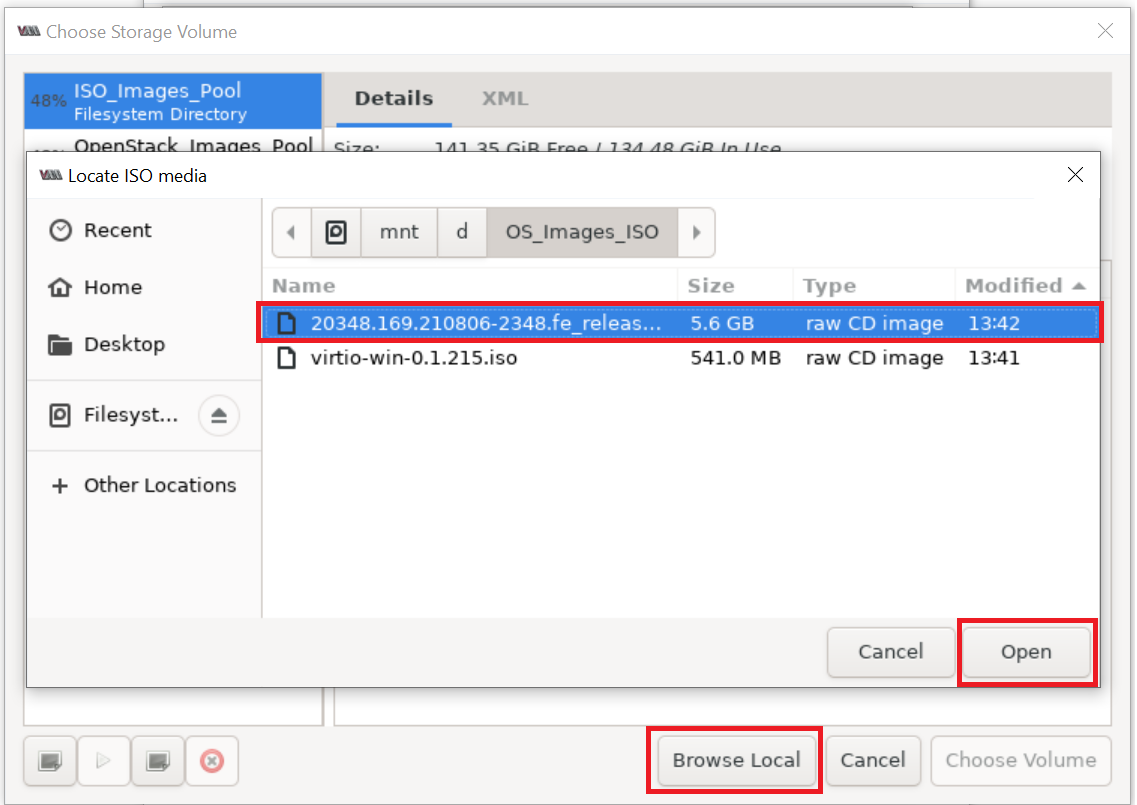 Choose Storage Volume
48% ISO_Images_Pool
Filesystem Directory
OpenStack_Images_Pool
Details XML
Size: 141.35 GiB Free / 134.48 GiB In Use
Locate ISO media
Recent
Home
Desktop
Filesyst...
Other Locations
mnt d OS_Images_ISO
Name Size Type Modified
20348.169.210806-2348.fe_releas... 5.6 GB raw CD image 13:42
virtio-win-0.1.215.iso 541.0 MB raw CD image 13:41
Cancel Open
Browse Local Cancel Choose Volume